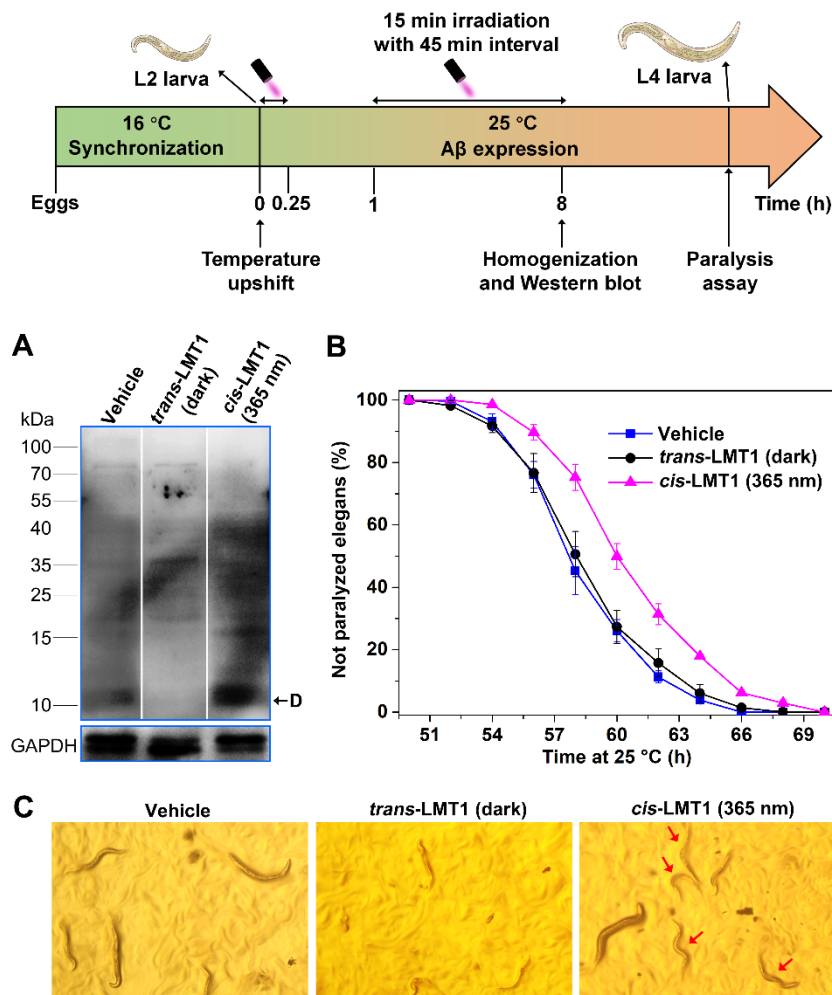 15 min irradiation
with 45 min interval
L2 larva
L4 larva
16 °C
Synchronization
25 °C
Aβ expression
Eggs
0
0.25
1
8
Time (h)
Temperature
upshift
Homogenization
and Western blot
Paralysis
assay
A
Vehicle
trans-LMT1
(dark)
cis-LMT1
(365 nm)
kDa
100
70
55
40
35
25
15
10
←D
GAPDH
B
Not paralyzed elegans (%)
100
80
60
40
20
0
Vehicle
trans-LMT1 (dark)
cis-LMT1 (365 nm)
51 54 57 60 63 66 69
Time at 25 °C (h)
C
Vehicle
trans-LMT1 (dark)
cis-LMT1 (365 nm)